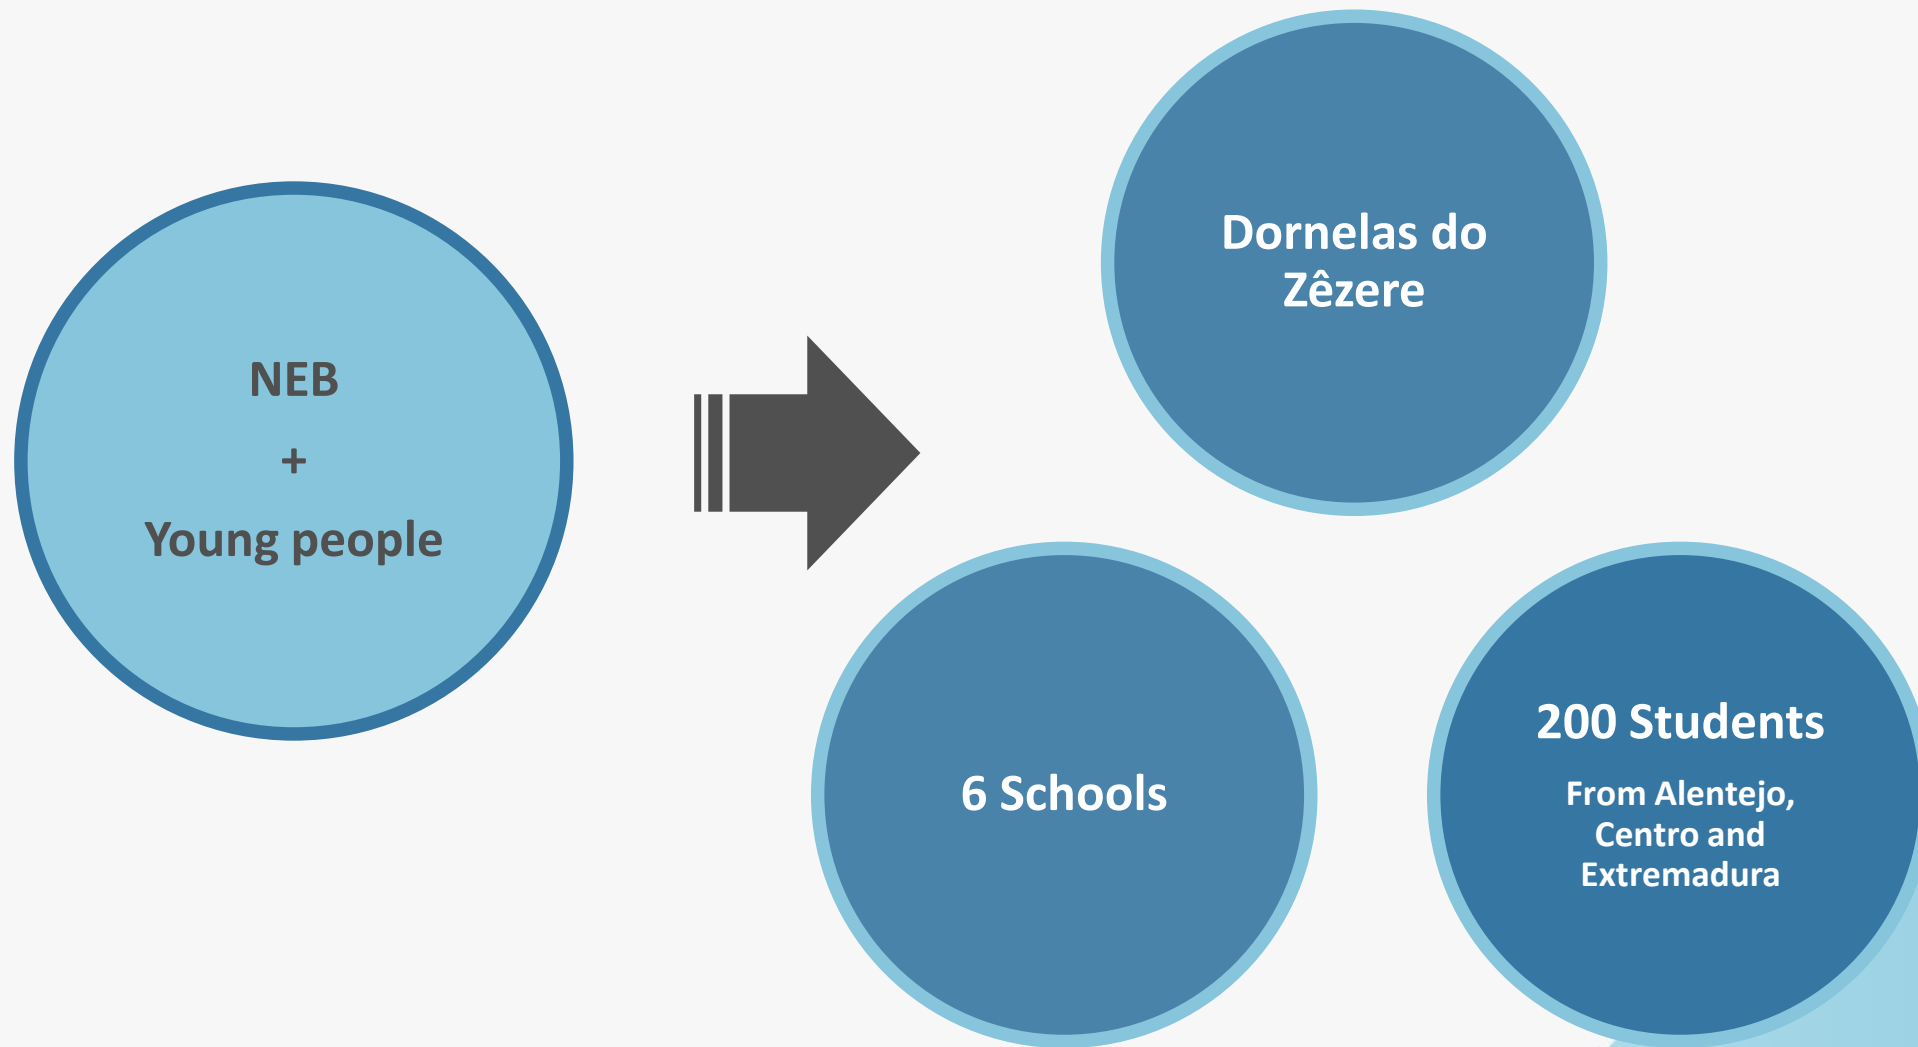 NEB
+
Young people
Dornelas do
Zêzere
6 Schools
200 Students
From Alentejo,
Centro and
Extremadura